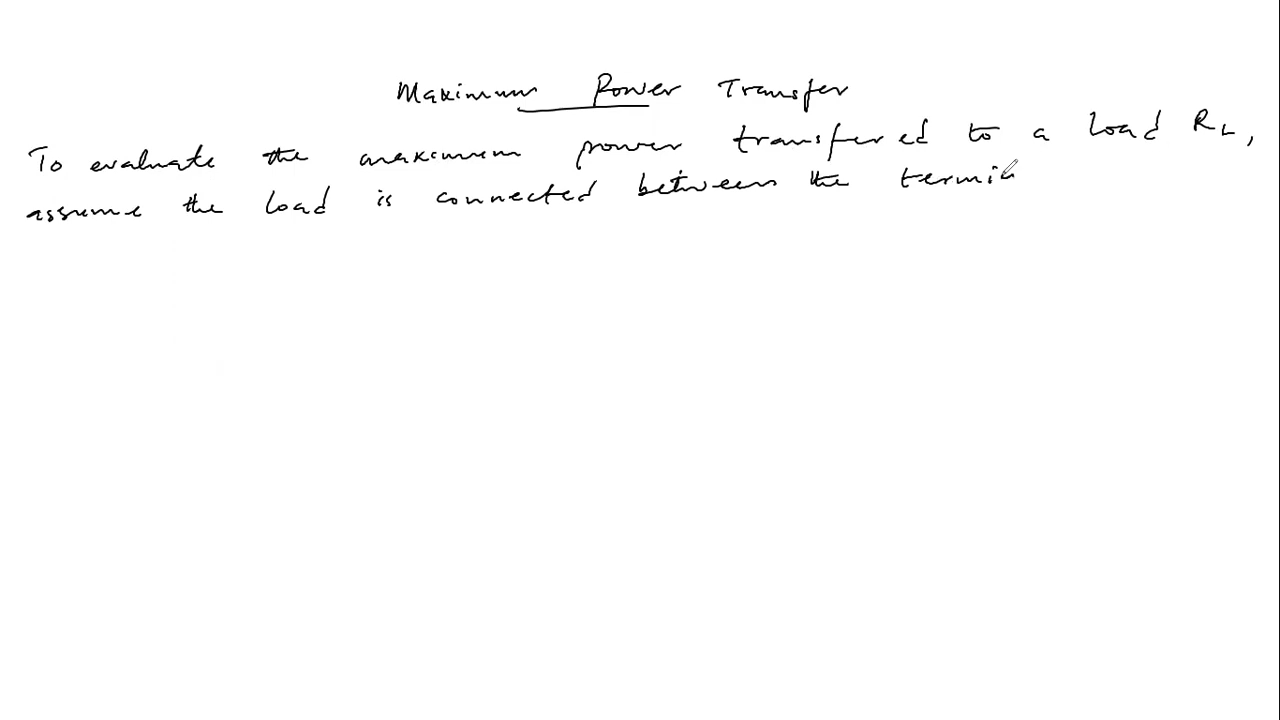 Maximum Power Transfer
To evaluate the maximum power transfered to a load RL,
assume the load is connected between the termin